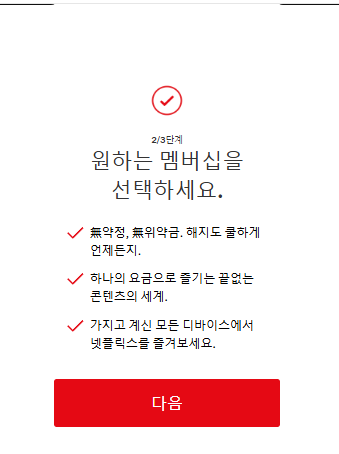 2/3단계
원하는 멤버십을
선택하세요.
無약정, 無위약금. 해지도 쿨하게
언제든지.
하나의 요금으로 즐기는 끝없는
콘텐츠의 세계.
가지고 계신 모든 디바이스에서
넷플릭스를 즐겨보세요.
다음